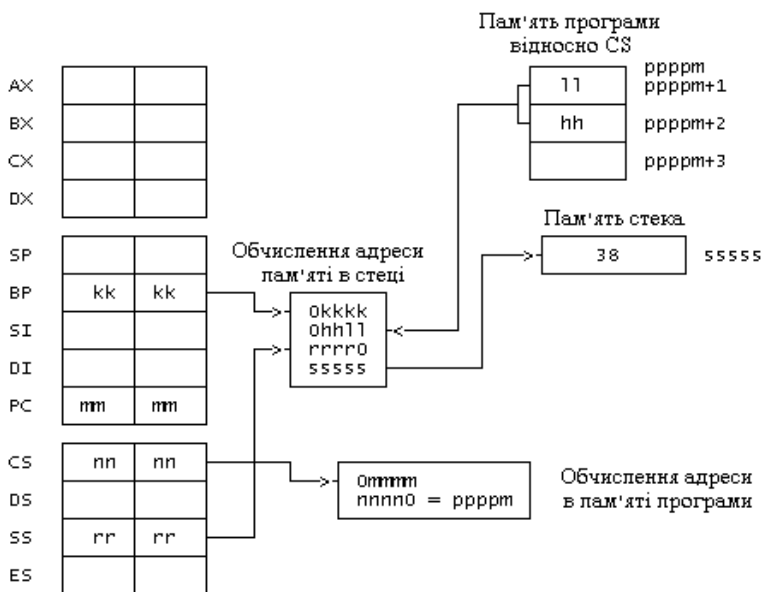 Пам'ять програми
відносно CS
AX
BX
CX
DX
ll
hh
ppppm
ppppm+1
ppppm+2
ppppm+3
SP
BP kk kk
SI
DI
PC mm mm
Обчислення адреси
пам'яті в стеці
0kkkk
0hhll
rrrr0
sssss
Пам'ять стека
38 sssss
CS nn nn
DS
SS rr rr
ES
0mmmm
nnnn0 = ppppm
Обчислення адреси
в пам'яті програми